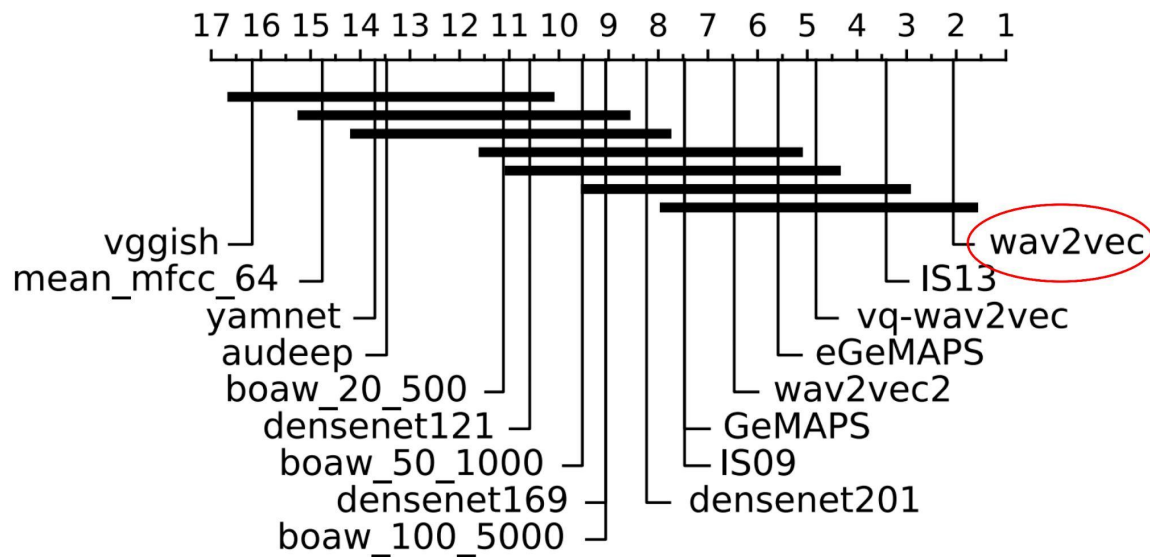 17 16 15 14 13 12 11 10 9 8 7 6 5 4 3 2 1
vggish wav2vec
mean_mfcc_64 IS13
yamnet vq-wav2vec
audeep eGeMAPS
boaw_20_500 wav2vec2
densenet121 GeMAPS
boaw_50_1000 IS09
densenet169 densenet201
boaw_100_5000